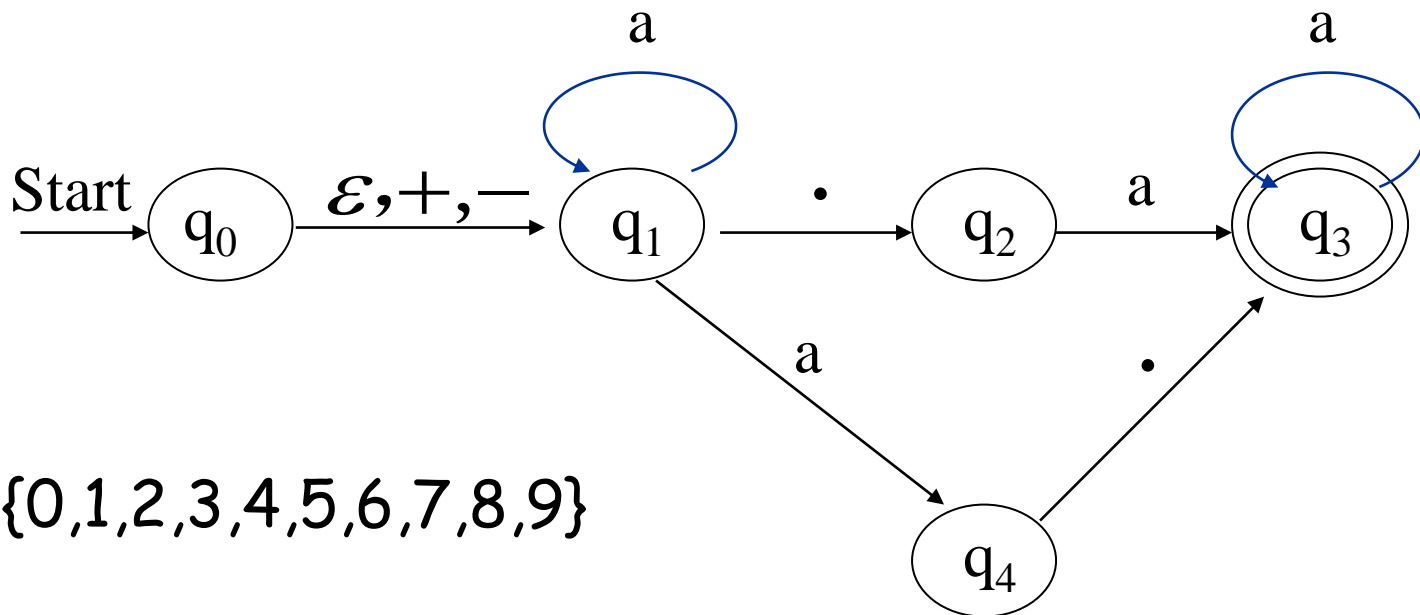 a a
Start q₀ ε,+,− q₁ . q₂ a q₃
a .
{0,1,2,3,4,5,6,7,8,9}
q₄